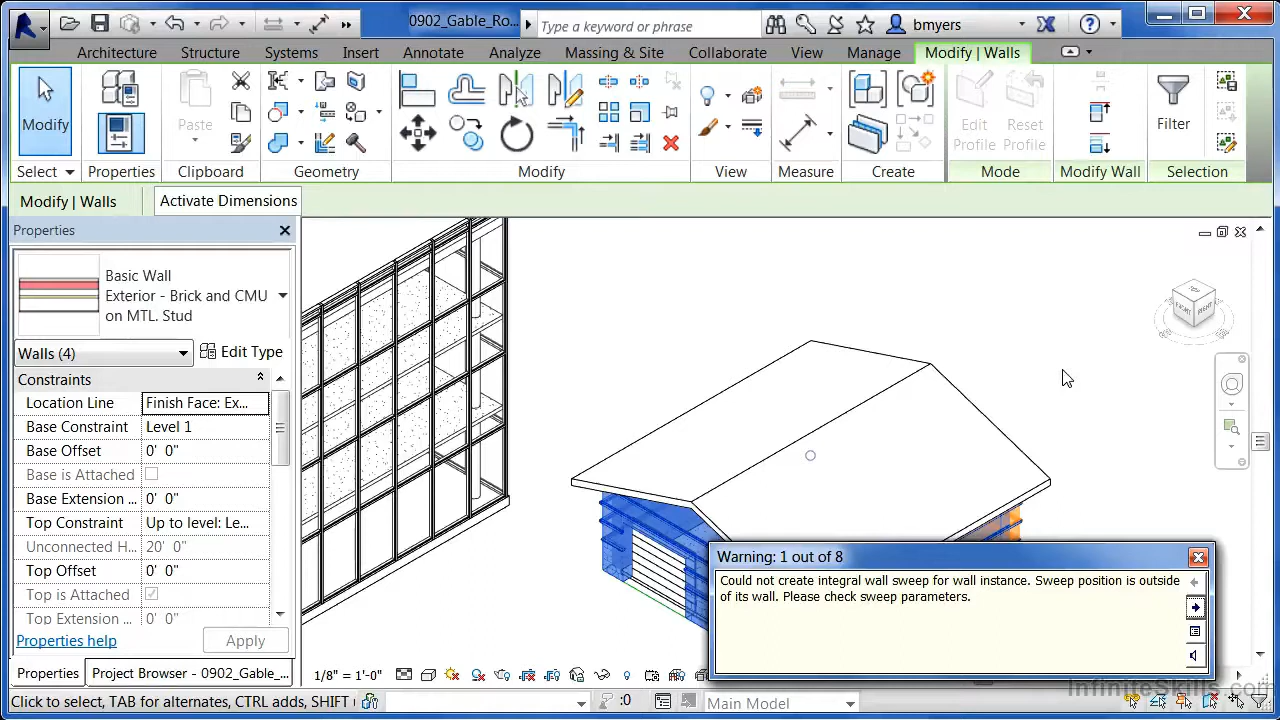 0902_Gable_Ro...
Type a keyword or phrase
bmyers
Architecture Structure Systems Insert Annotate Analyze Massing & Site Collaborate View Manage Modify | Walls
Modify
Paste
Edit Profile
Reset Profile
Filter
Select Properties Clipboard Geometry Modify View Measure Create Mode Modify Wall Selection
Modify | Walls Activate Dimensions
Properties
Basic Wall
Exterior - Brick and CMU
on MTL. Stud
Walls (4) Edit Type
Constraints
Location Line Finish Face: Ex...
Base Constraint Level 1
Base Offset 0' 0"
Base is Attached
Base Extension ... 0' 0"
Top Constraint Up to level: Le...
Unconnected H... 20' 0"
Top Offset 0' 0"
Top is Attached
Top Extension ... 0' 0"
Properties help Apply
Properties Project Browser - 0902_Gable_...
TOP
FRONT RIGHT
Warning: 1 out of 8
Could not create integral wall sweep for wall instance. Sweep position is outside
of its wall. Please check sweep parameters.
1/8" = 1'-0"
InfiniteSkills.com
Click to select, TAB for alternates, CTRL adds, SHIFT :0 Main Model